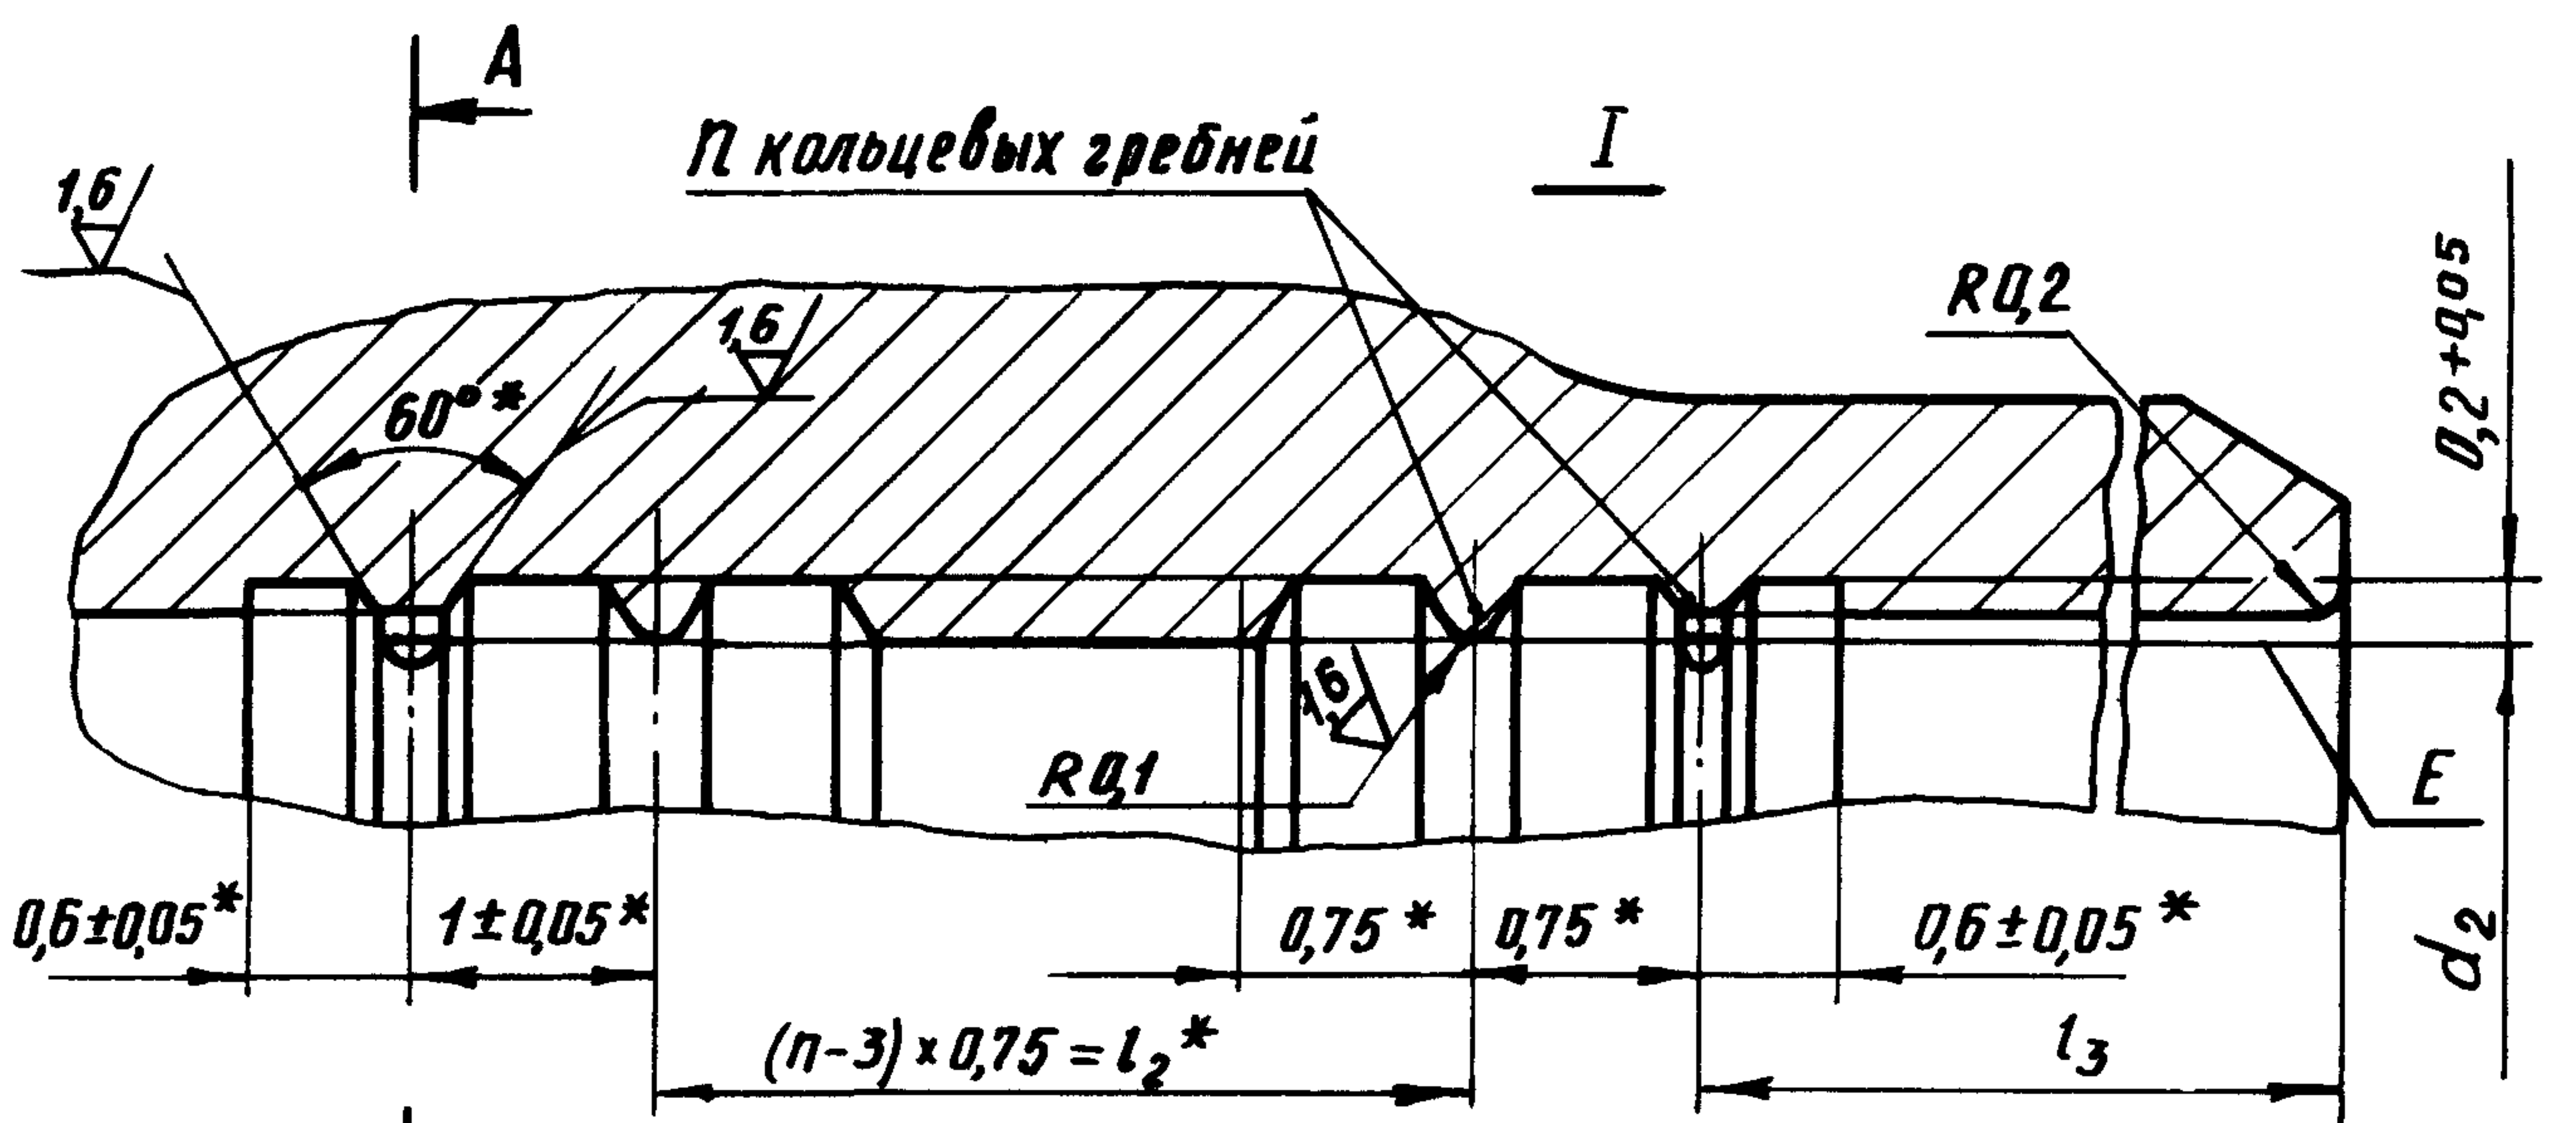 А
n кольцевых гребней
I
1,6
R0,2
0,2+0,05
1,6
60°*
1,6
R0,1
E
0,6±0,05*
1±0,05*
0,75*
0,75*
0,6±0,05*
d2
(n-3)×0,75=l2*
l3